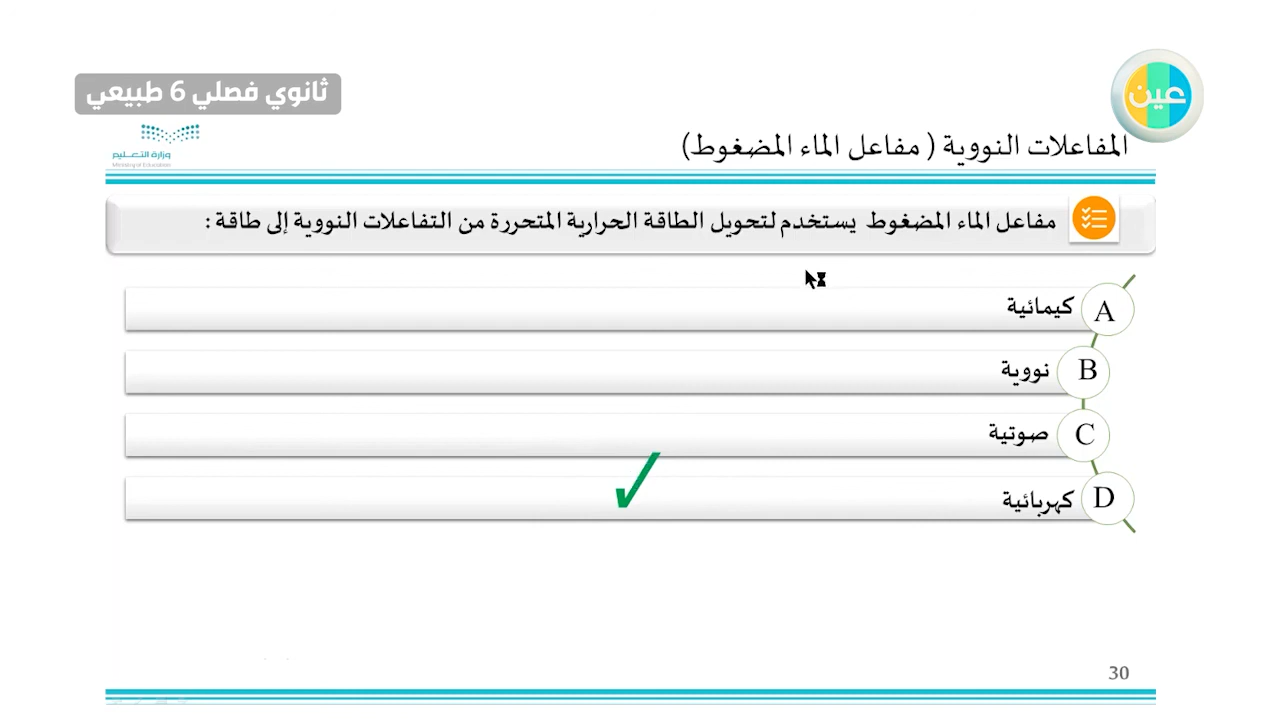 ثانوي فصلي 6 طبيعي
عين
وزارة التعليم
Ministry of Education
المفاعلات النووية ( مفاعل الماء المضغوط)
مفاعل الماء المضغوط يستخدم لتحويل الطاقة الحرارية المتحررة من التفاعلات النووية إلى طاقة :
A كيمائية
B نووية
C صوتية
D كهربائية
30